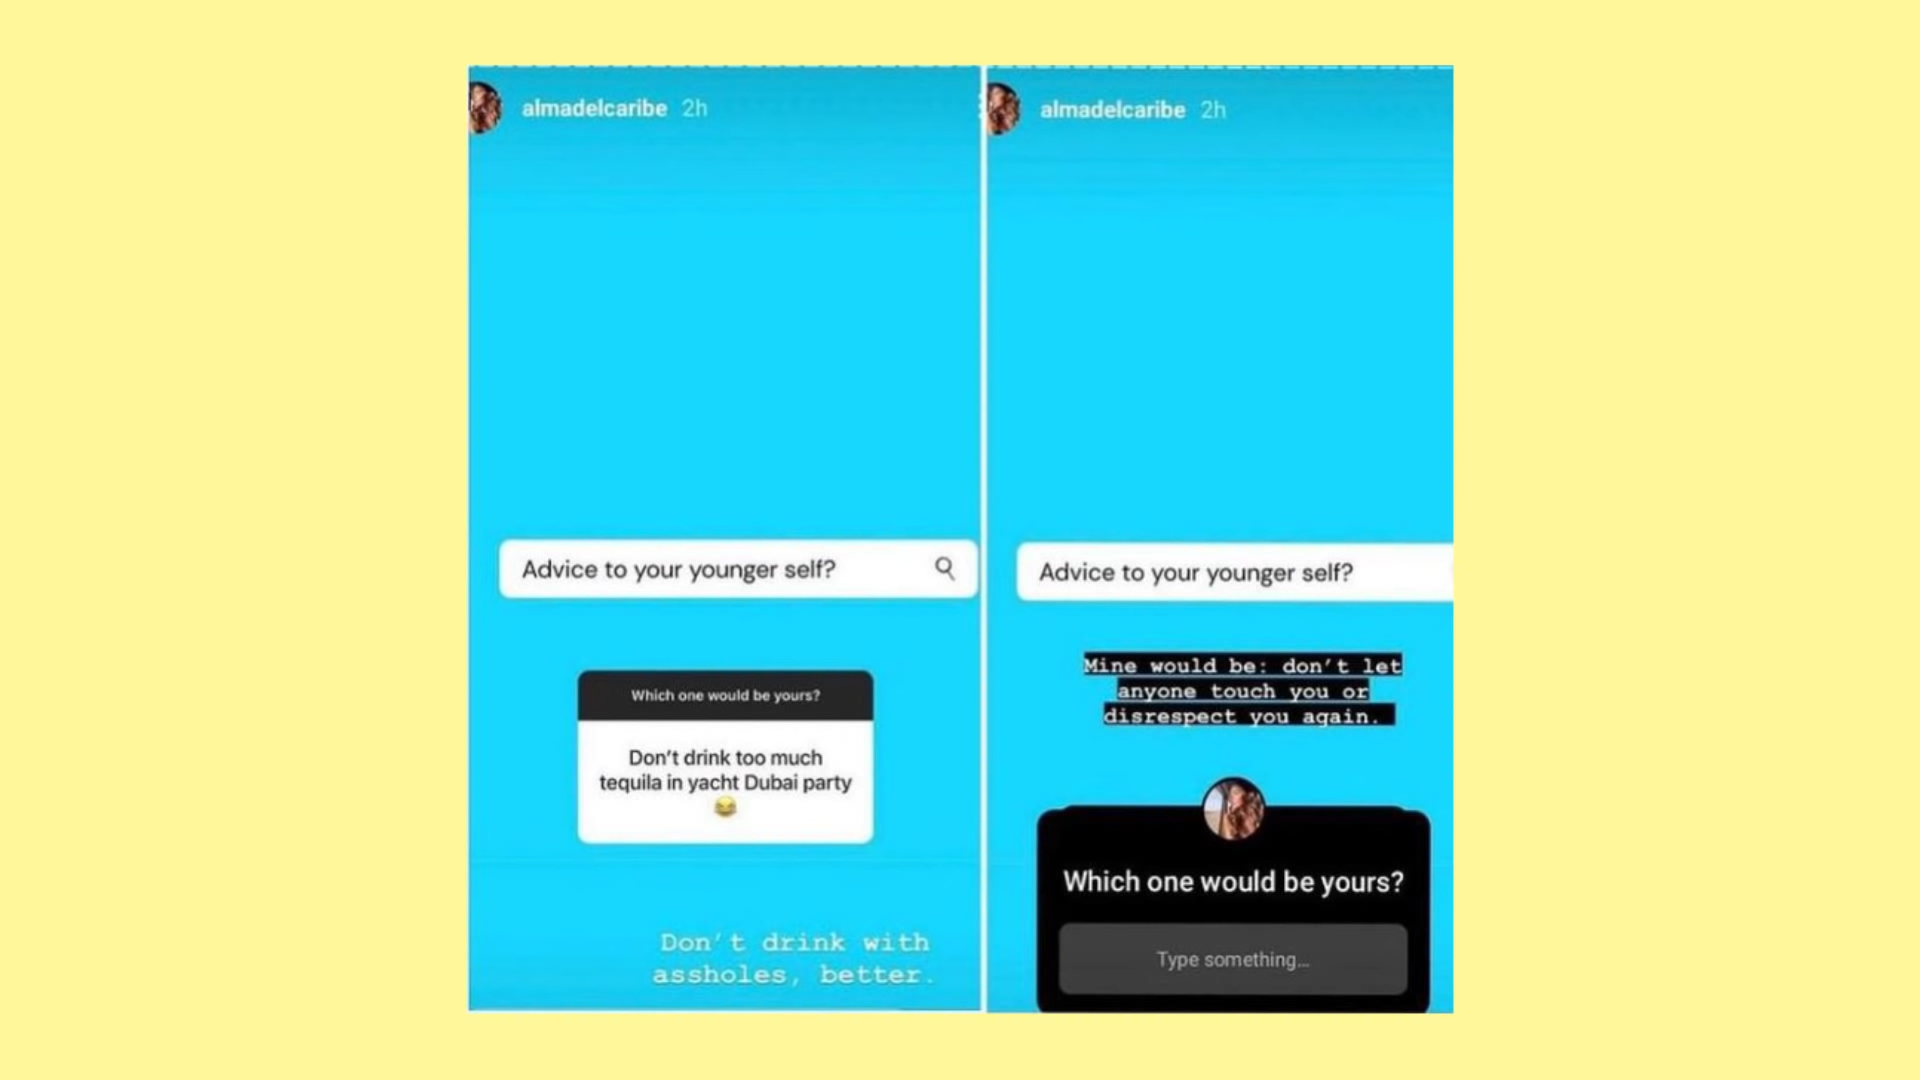 almadelcaribe 2h
Advice to your younger self?
Which one would be yours?
Don't drink too much
tequila in yacht Dubai party
😂
Don't drink with
assholes, better.
almadelcaribe 2h
Advice to your younger self?
Mine would be: don't let
anyone touch you or
disrespect you again.
Which one would be yours?
Type something...